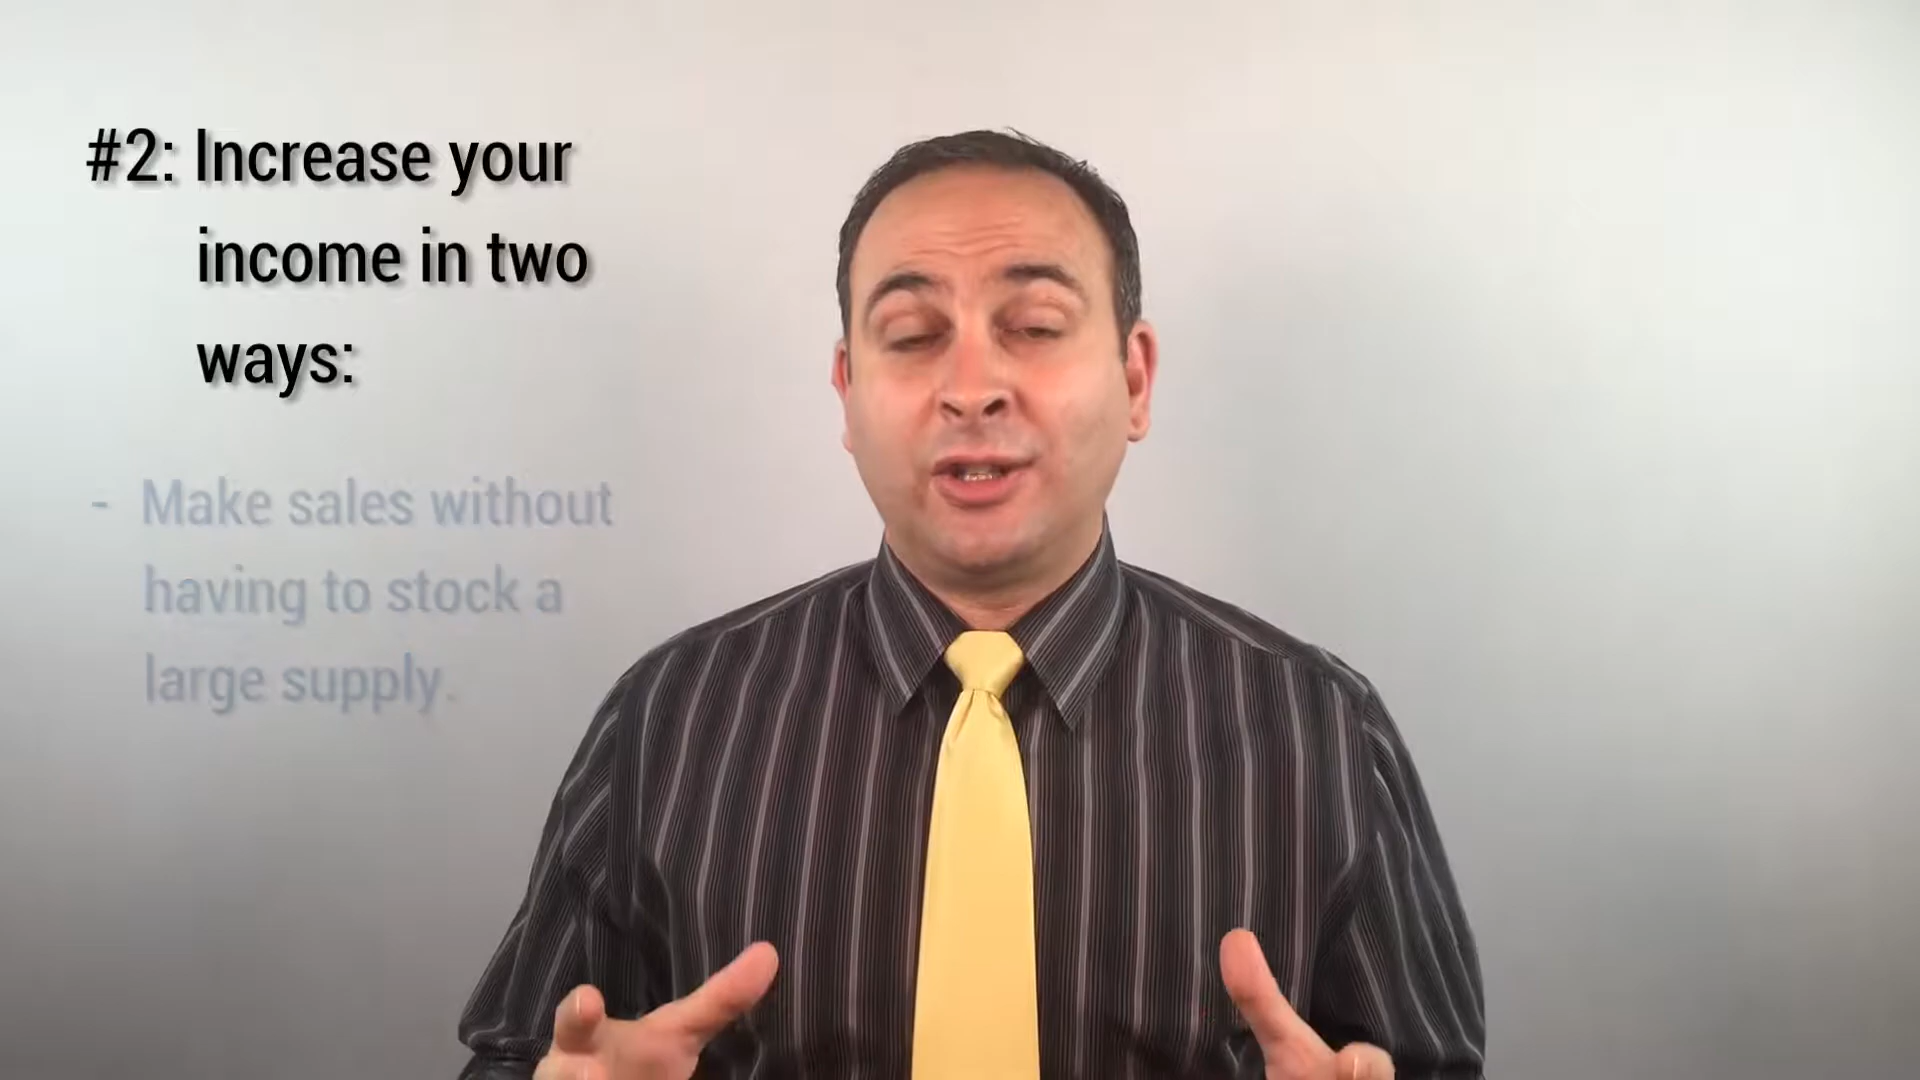 #2: Increase your
income in two
ways:
- Make sales without
having to stock a
large supply.